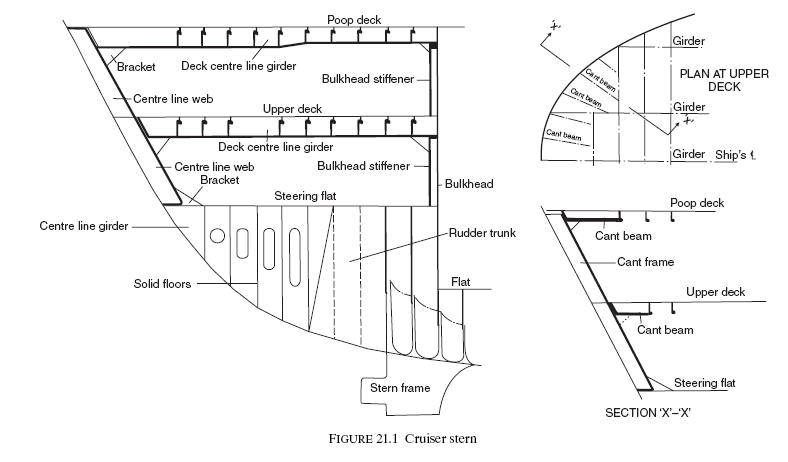 Poop deck
Bracket
Deck centre line girder
Bulkhead stiffener
Centre line web
Upper deck
Deck centre line girder
Centre line web
Bulkhead stiffener
Bracket
Bulkhead
Steering flat
Centre line girder
Rudder trunk
Solid floors
Flat
Stern frame
'X'
Girder
PLAN AT UPPER
DECK
Cant beam
Cant beam
Girder
'X'
Cant beam
Girder
Ship's ℄
Poop deck
Cant beam
Cant frame
Upper deck
Cant beam
Steering flat
SECTION 'X'–'X'
FIGURE 21.1 Cruiser stern